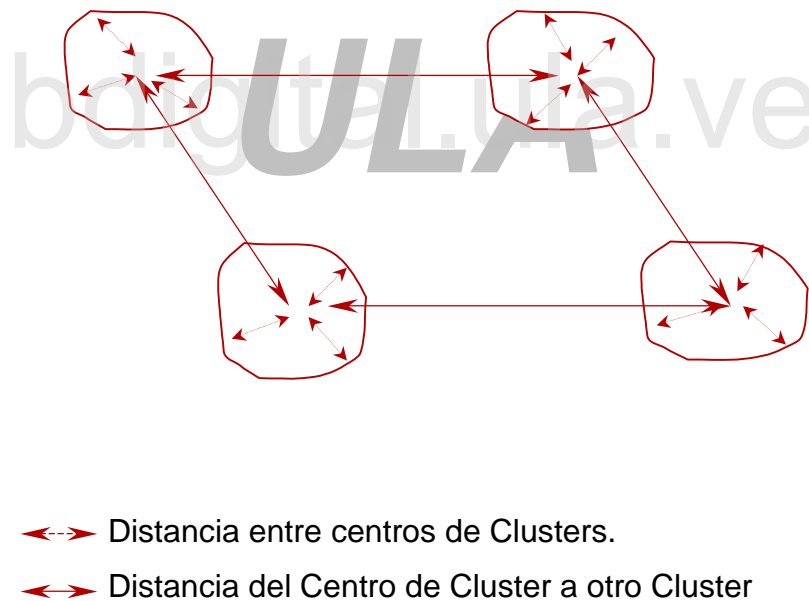 bdigital.ula.ve
ULA
Distancia entre centros de Clusters.
Distancia del Centro de Cluster a otro Cluster